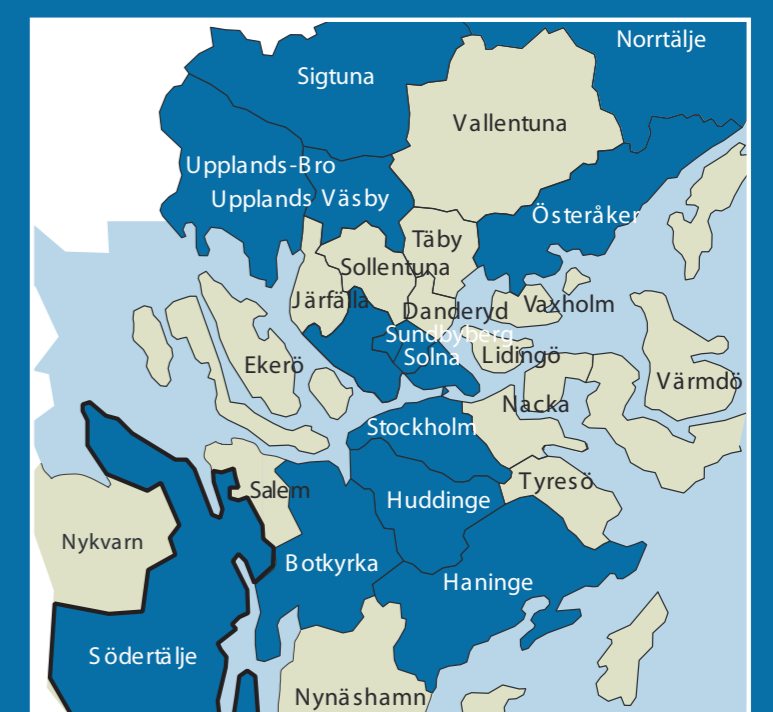 Norrtälje
Sigtuna
Vallentuna
Upplands-Bro
Upplands Väsby
Österåker
Täby
Sollentuna
Järfälla
Danderyd
Vaxholm
Sundbyberg
Solna
Lidingö
Ekerö
Värmdö
Nacka
Stockholm
Tyresö
Salem
Huddinge
Nykvarn
Botkyrka
Haninge
Södertälje
Nynäshamn